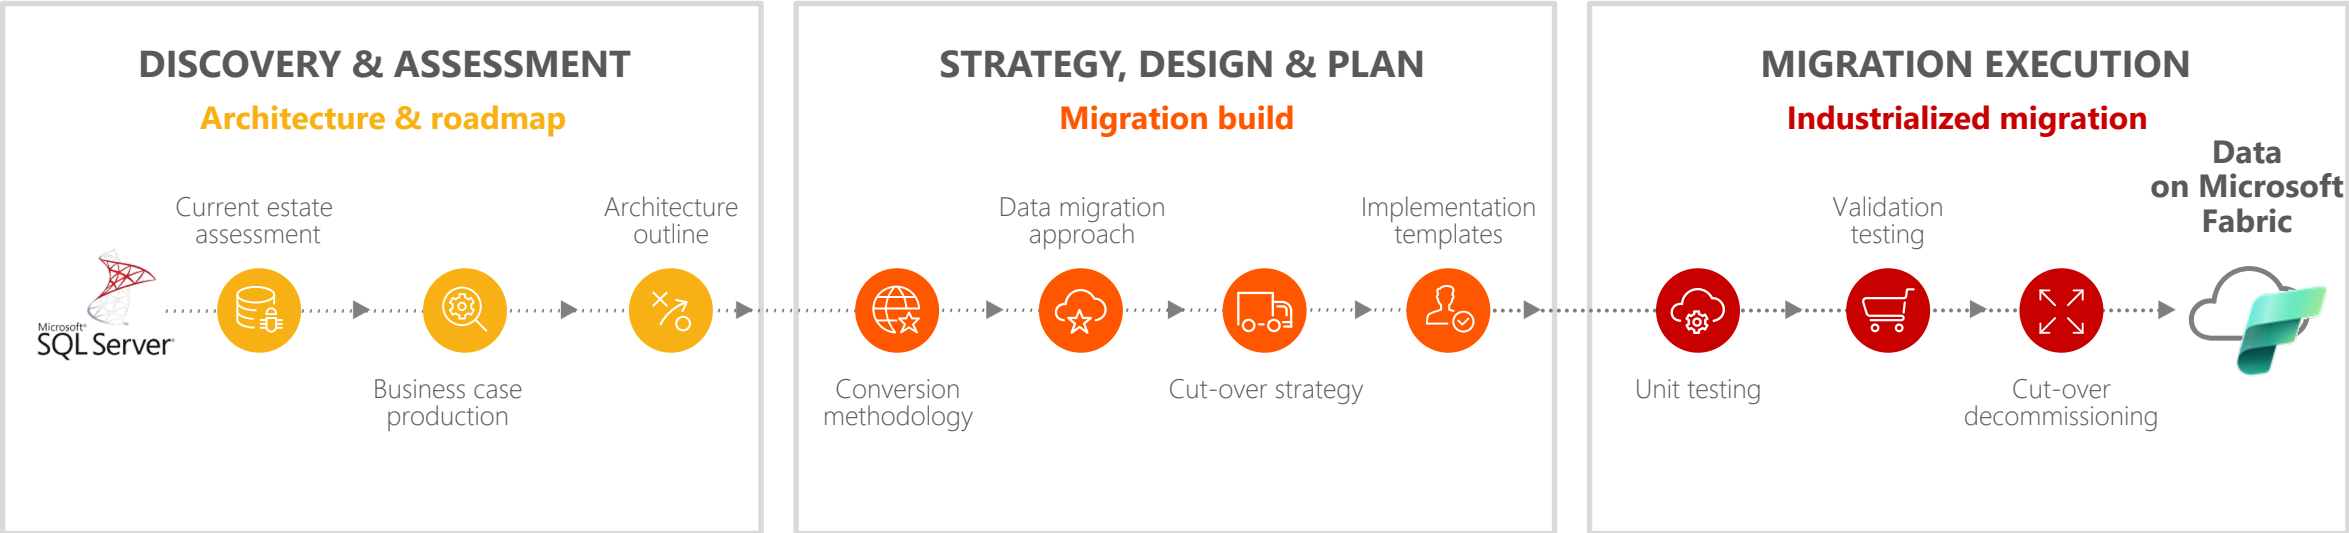 DISCOVERY & ASSESSMENT
Architecture & roadmap
Current estate
assessment
Architecture
outline
Microsoft®
SQL Server®
Business case
production
STRATEGY, DESIGN & PLAN
Migration build
Data migration
approach
Implementation
templates
Conversion
methodology
Cut-over strategy
MIGRATION EXECUTION
Industrialized migration
Data
on Microsoft
Fabric
Validation
testing
Unit testing
Cut-over
decommissioning